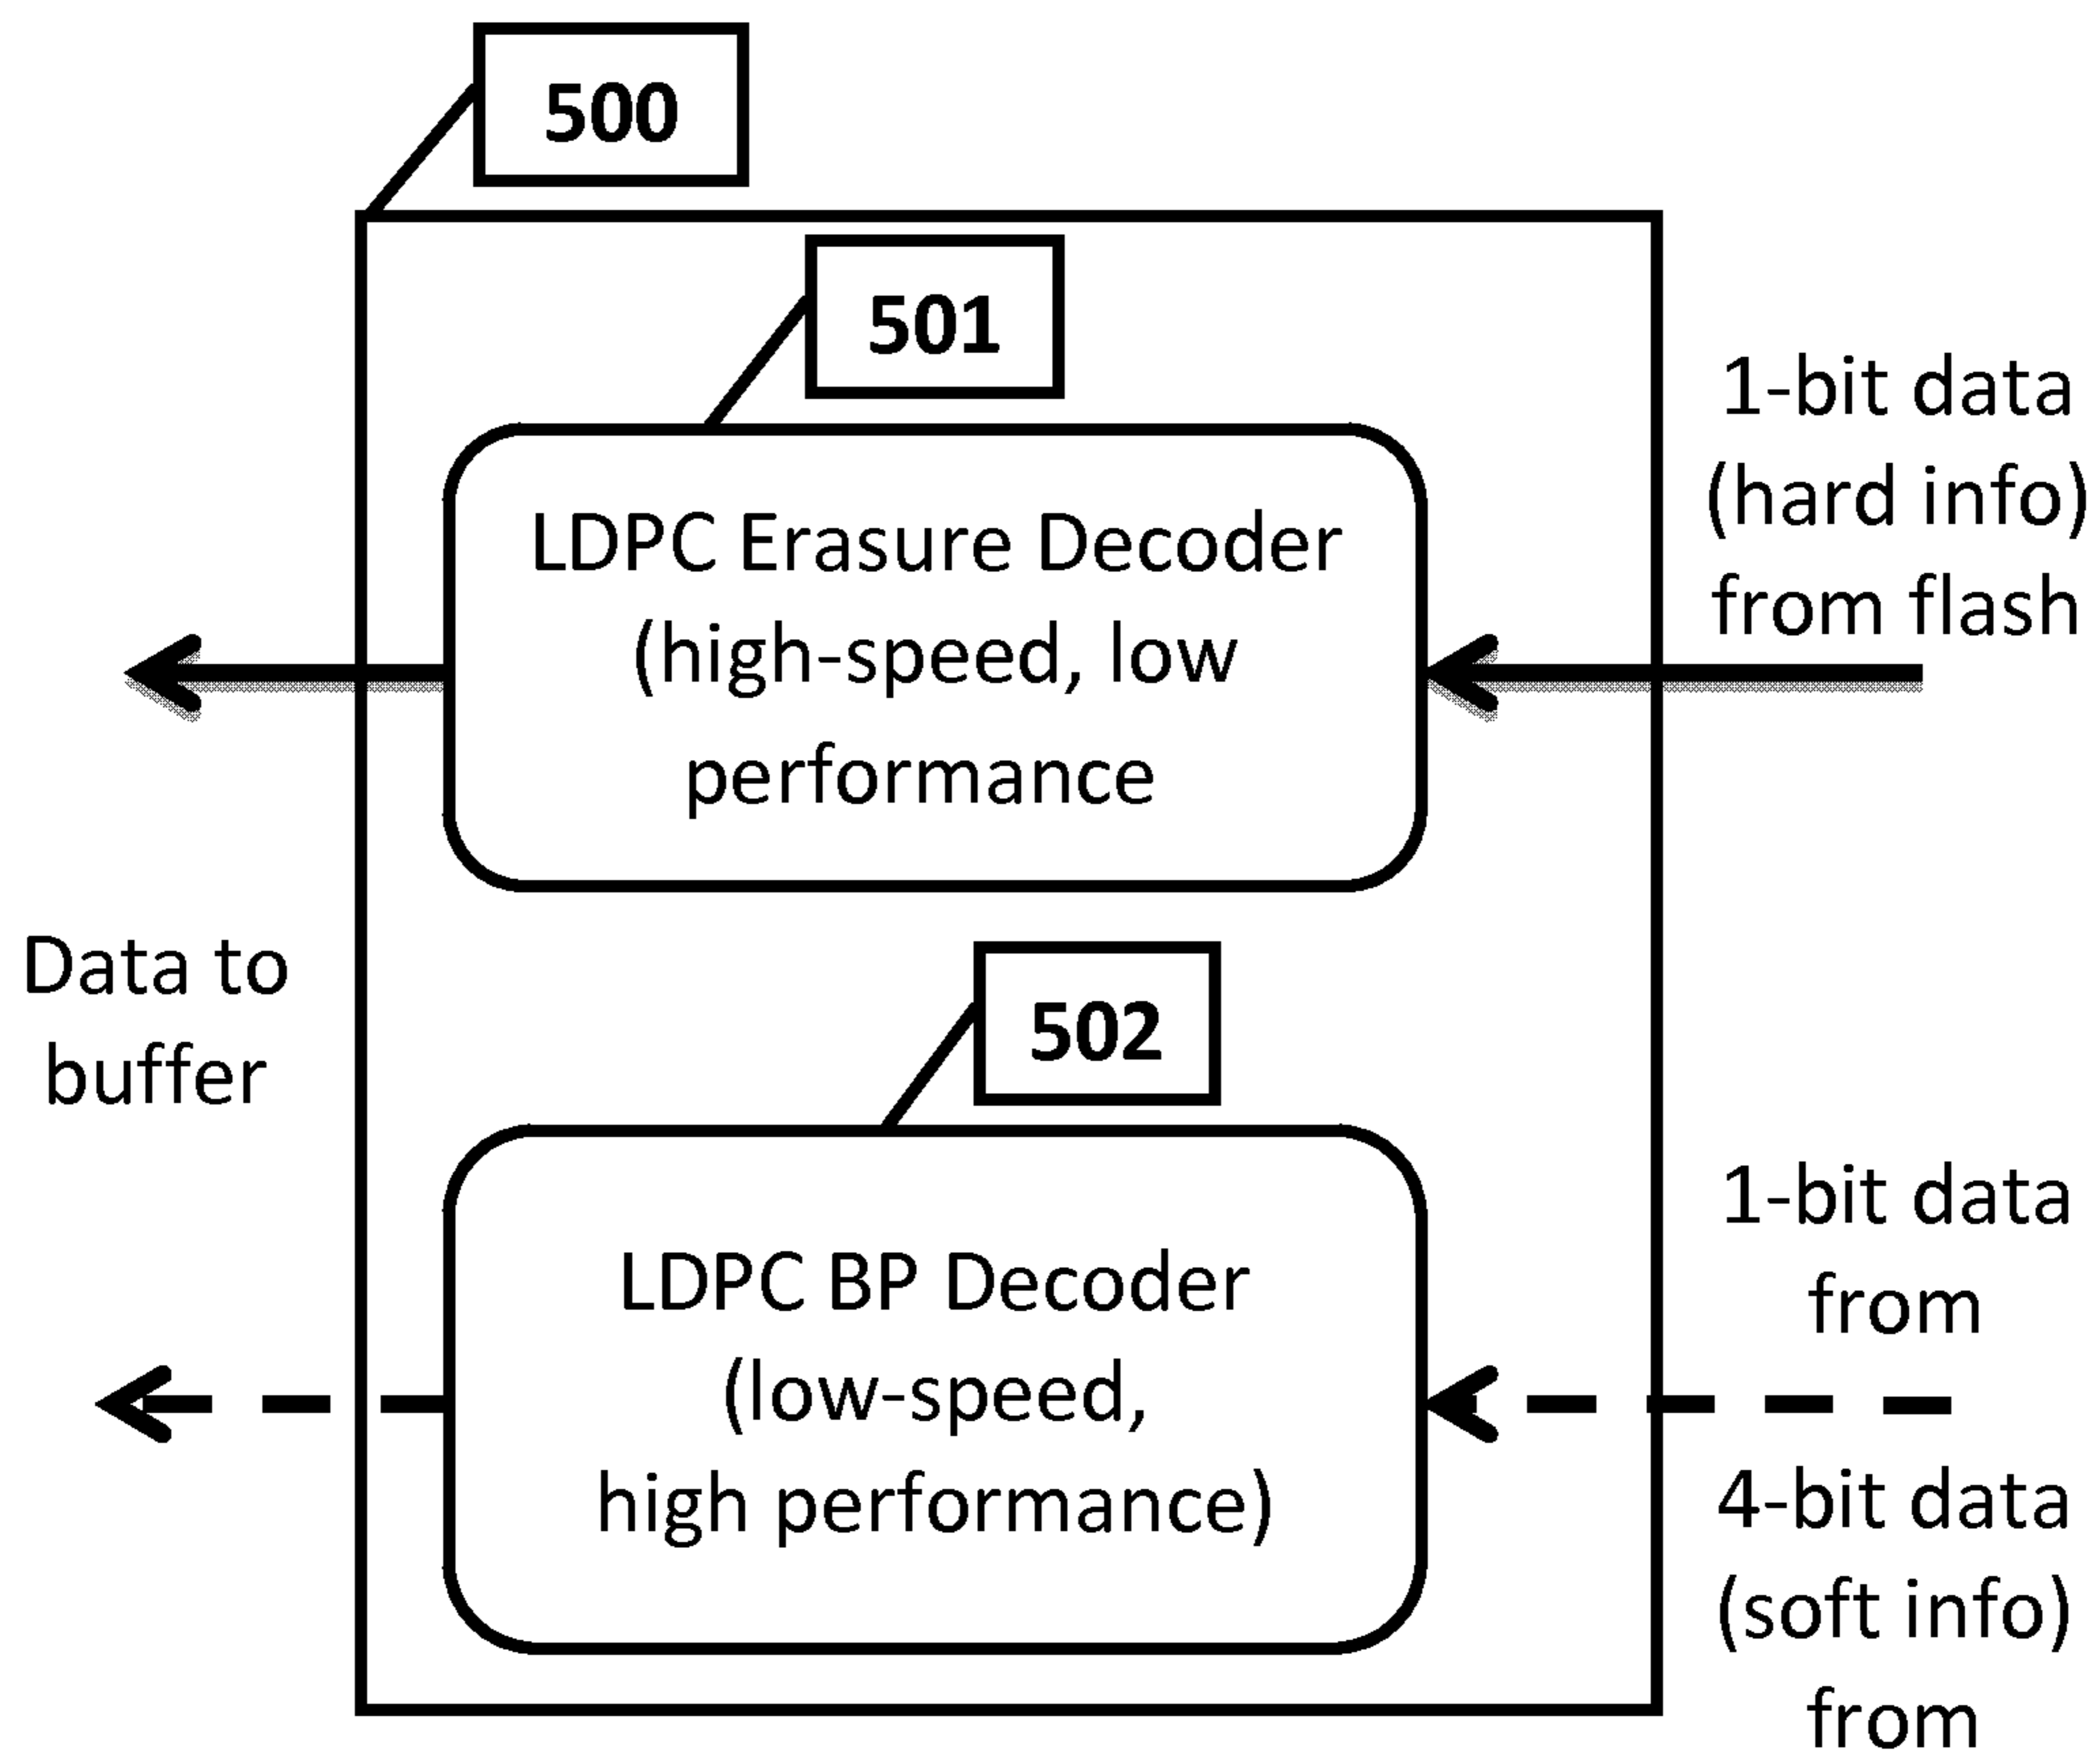 500
501
1-bit data
(hard info)
from flash
LDPC Erasure Decoder
(high-speed, low
performance
Data to
buffer
502
1-bit data
from
LDPC BP Decoder
(low-speed,
high performance)
4-bit data
(soft info)
from